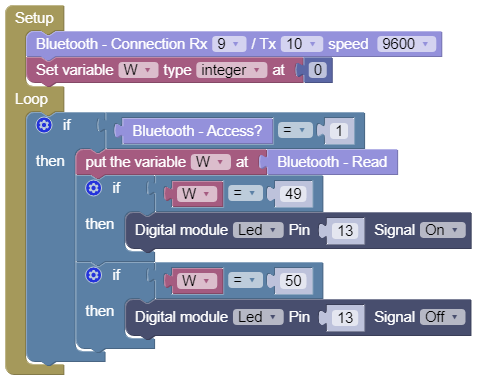 Setup
Bluetooth - Connection Rx 9 / Tx 10 speed 9600
Set variable W type integer at 0
Loop
if Bluetooth - Access? = 1
then put the variable W at Bluetooth - Read
if W = 49
then Digital module Led Pin 13 Signal On
if W = 50
then Digital module Led Pin 13 Signal Off